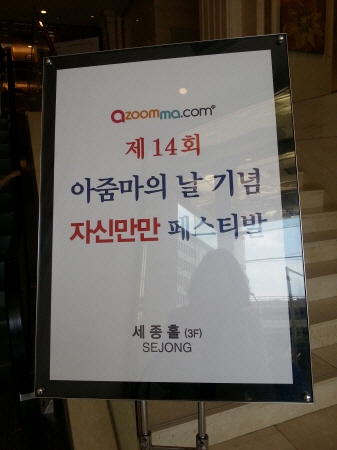 azoomma.com®
제14회
아줌마의 날 기념
자신만만 페스티발
세종홀 (3F)
SEJONG